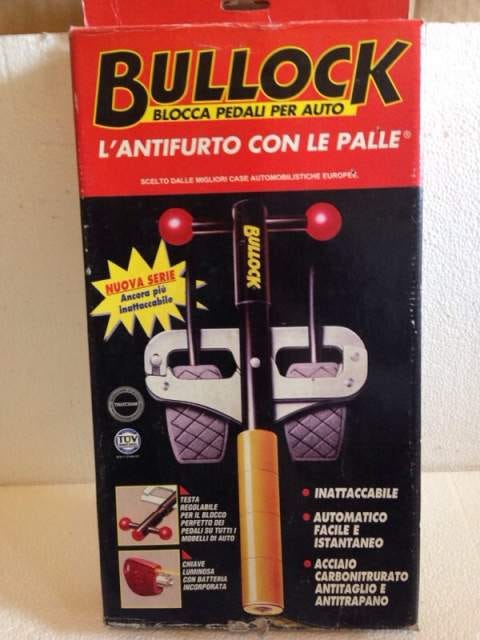 BULLOCK
BLOCCA PEDALI PER AUTO
L'ANTIFURTO CON LE PALLE®
SCELTO DALLE MIGLIORI CASE AUTOMOBILISTICHE EUROPEE.
BULLOCK
NUOVA SERIE
Ancora più
inattaccabile
THATCHAM
TÜV
TESTA
REGOLABILE
PER IL BLOCCO
PERFETTO DEI
PEDALI SU TUTTI I
MODELLI DI AUTO
CHIAVE
LUMINOSA
CON BATTERIA
INCORPORATA
• INATTACCABILE
• AUTOMATICO
FACILE E
ISTANTANEO
• ACCIAIO
CARBONITRURATO
ANTITAGLIO E
ANTITRAPANO